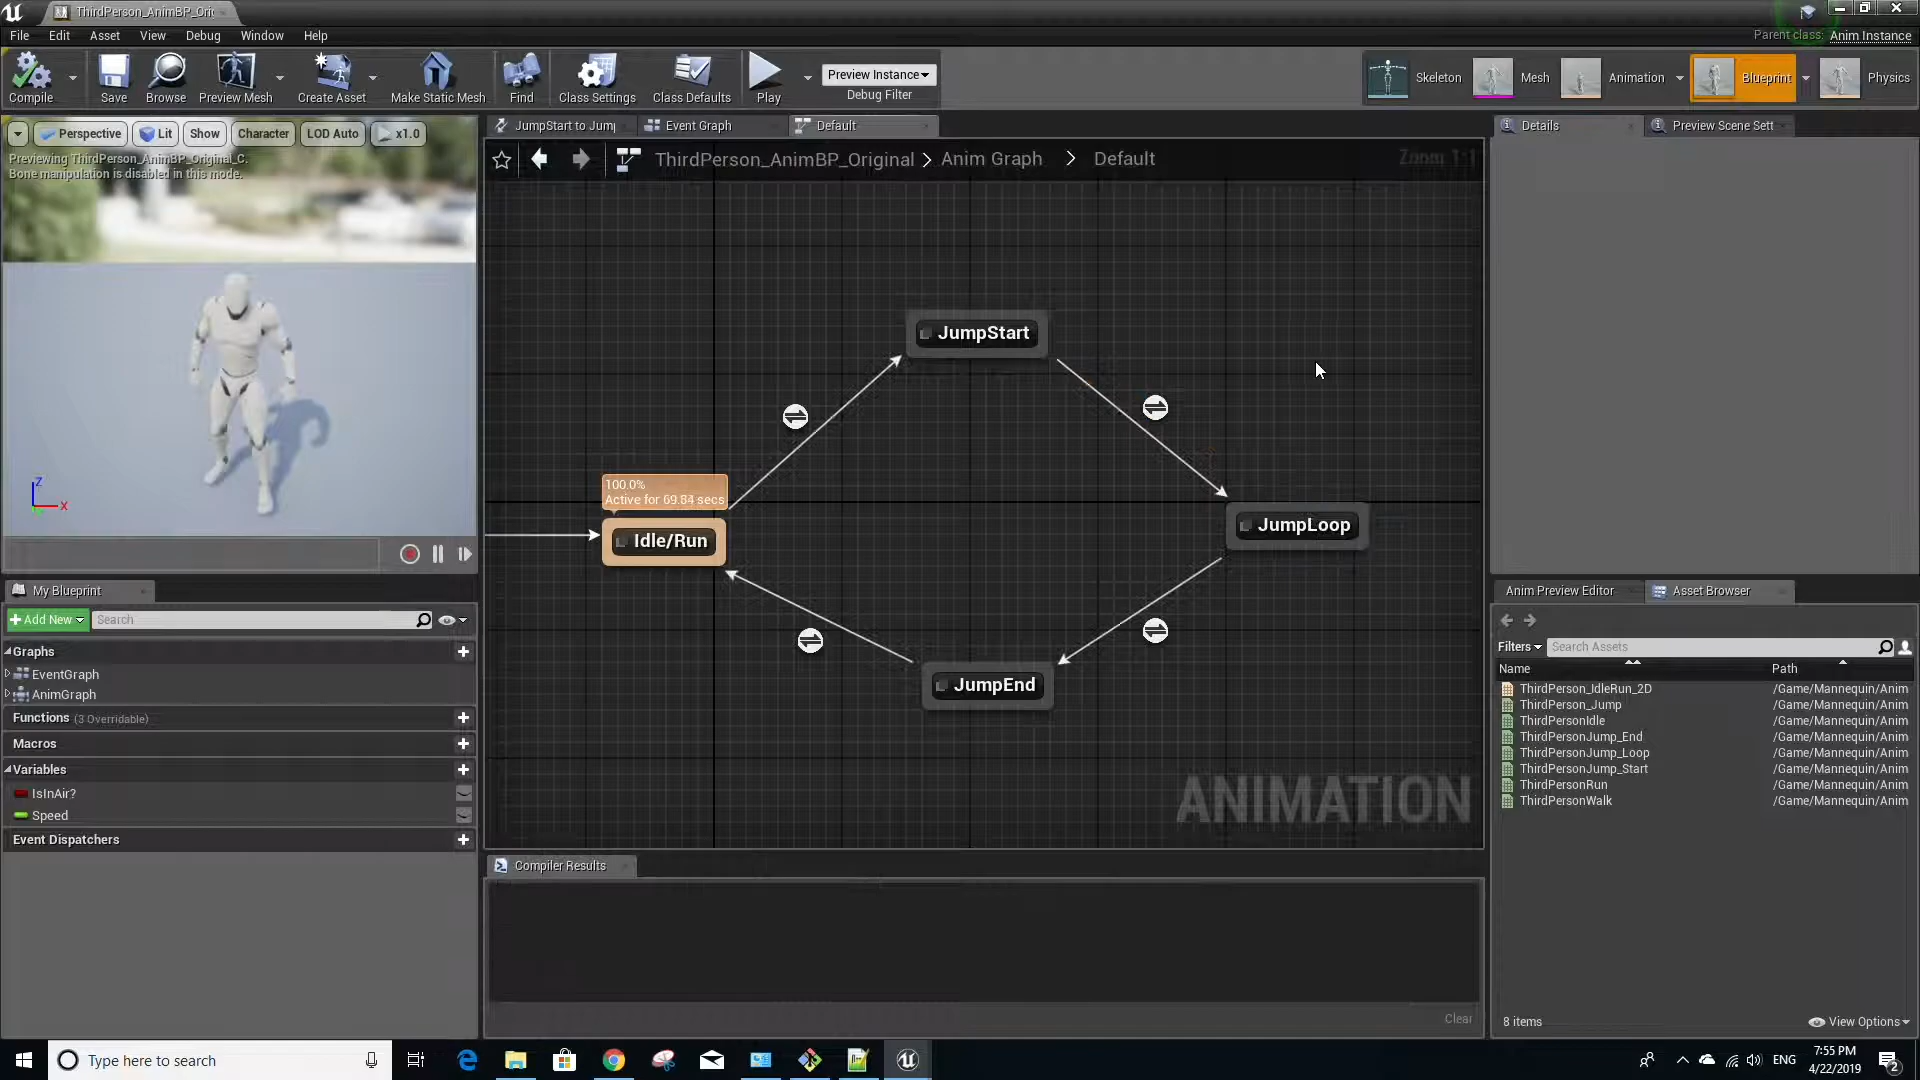 ThirdPerson_AnimBP_Orig
File Edit Asset View Debug Window Help
Parent class: Anim Instance
Compile Save Browse Preview Mesh Create Asset Make Static Mesh Find Class Settings Class Defaults Play
Preview Instance
Debug Filter
Skeleton Mesh Animation Blueprint Physics
Perspective Lit Show Character LOD Auto x1.0
Previewing ThirdPerson_AnimBP_Original_C.
Bone manipulation is disabled in this mode.
Z
X
JumpStart to Jump Event Graph Default
ThirdPerson_AnimBP_Original > Anim Graph > Default
Zoom 1:1
JumpStart
100.0%
Active for 69.84 secs
Idle/Run
JumpLoop
JumpEnd
ANIMATION
Compiler Results
Clear
My Blueprint
Add New Search
Graphs
EventGraph
AnimGraph
Functions (3 Overridable)
Macros
Variables
IsInAir?
Speed
Event Dispatchers
Details Preview Scene Sett
Anim Preview Editor Asset Browser
Filters Search Assets
Name Path
ThirdPerson_IdleRun_2D /Game/Mannequin/Anim
ThirdPerson_Jump /Game/Mannequin/Anim
ThirdPersonIdle /Game/Mannequin/Anim
ThirdPersonJump_End /Game/Mannequin/Anim
ThirdPersonJump_Loop /Game/Mannequin/Anim
ThirdPersonJump_Start /Game/Mannequin/Anim
ThirdPersonRun /Game/Mannequin/Anim
ThirdPersonWalk /Game/Mannequin/Anim
8 items View Options
Type here to search
ENG
7:55 PM
4/22/2019
2